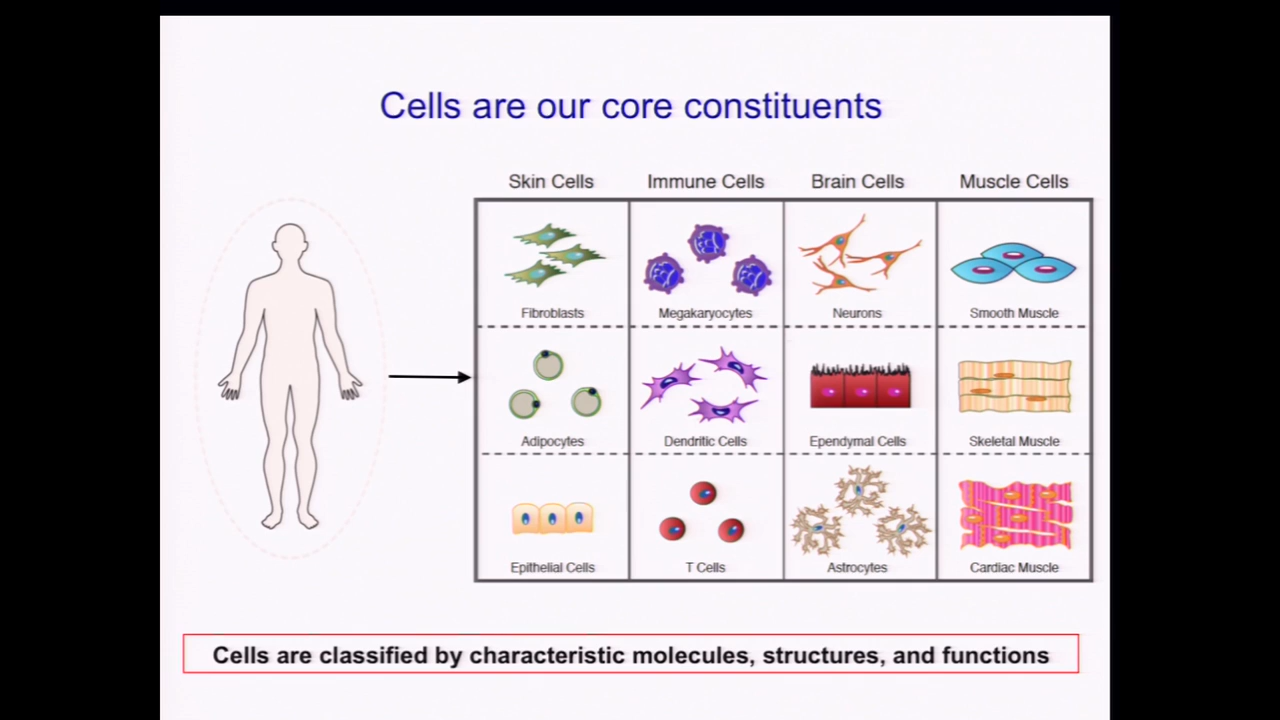 Cells are our core constituents
Skin Cells
Immune Cells
Brain Cells
Muscle Cells
Fibroblasts
Megakaryocytes
Neurons
Smooth Muscle
Adipocytes
Dendritic Cells
Ependymal Cells
Skeletal Muscle
Epithelial Cells
T Cells
Astrocytes
Cardiac Muscle
Cells are classified by characteristic molecules, structures, and functions